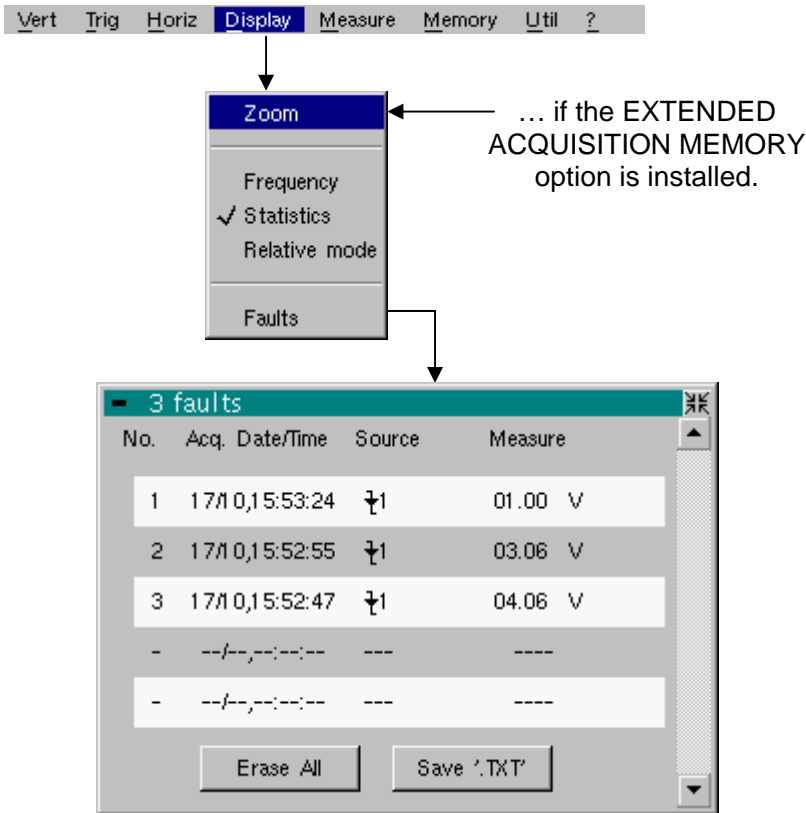 Vert Trig Horiz Display Measure Memory Util ?
Zoom
… if the EXTENDED
ACQUISITION MEMORY
option is installed.
Frequency
✓ Statistics
Relative mode
Faults
3 faults
No. Acq. Date/Time Source Measure
1 17/10,15:53:24 1 01.00 V
2 17/10,15:52:55 1 03.06 V
3 17/10,15:52:47 1 04.06 V
- --/--,--:--:-- --- ----
- --/--,--:--:-- --- ----
Erase All Save '.TXT'